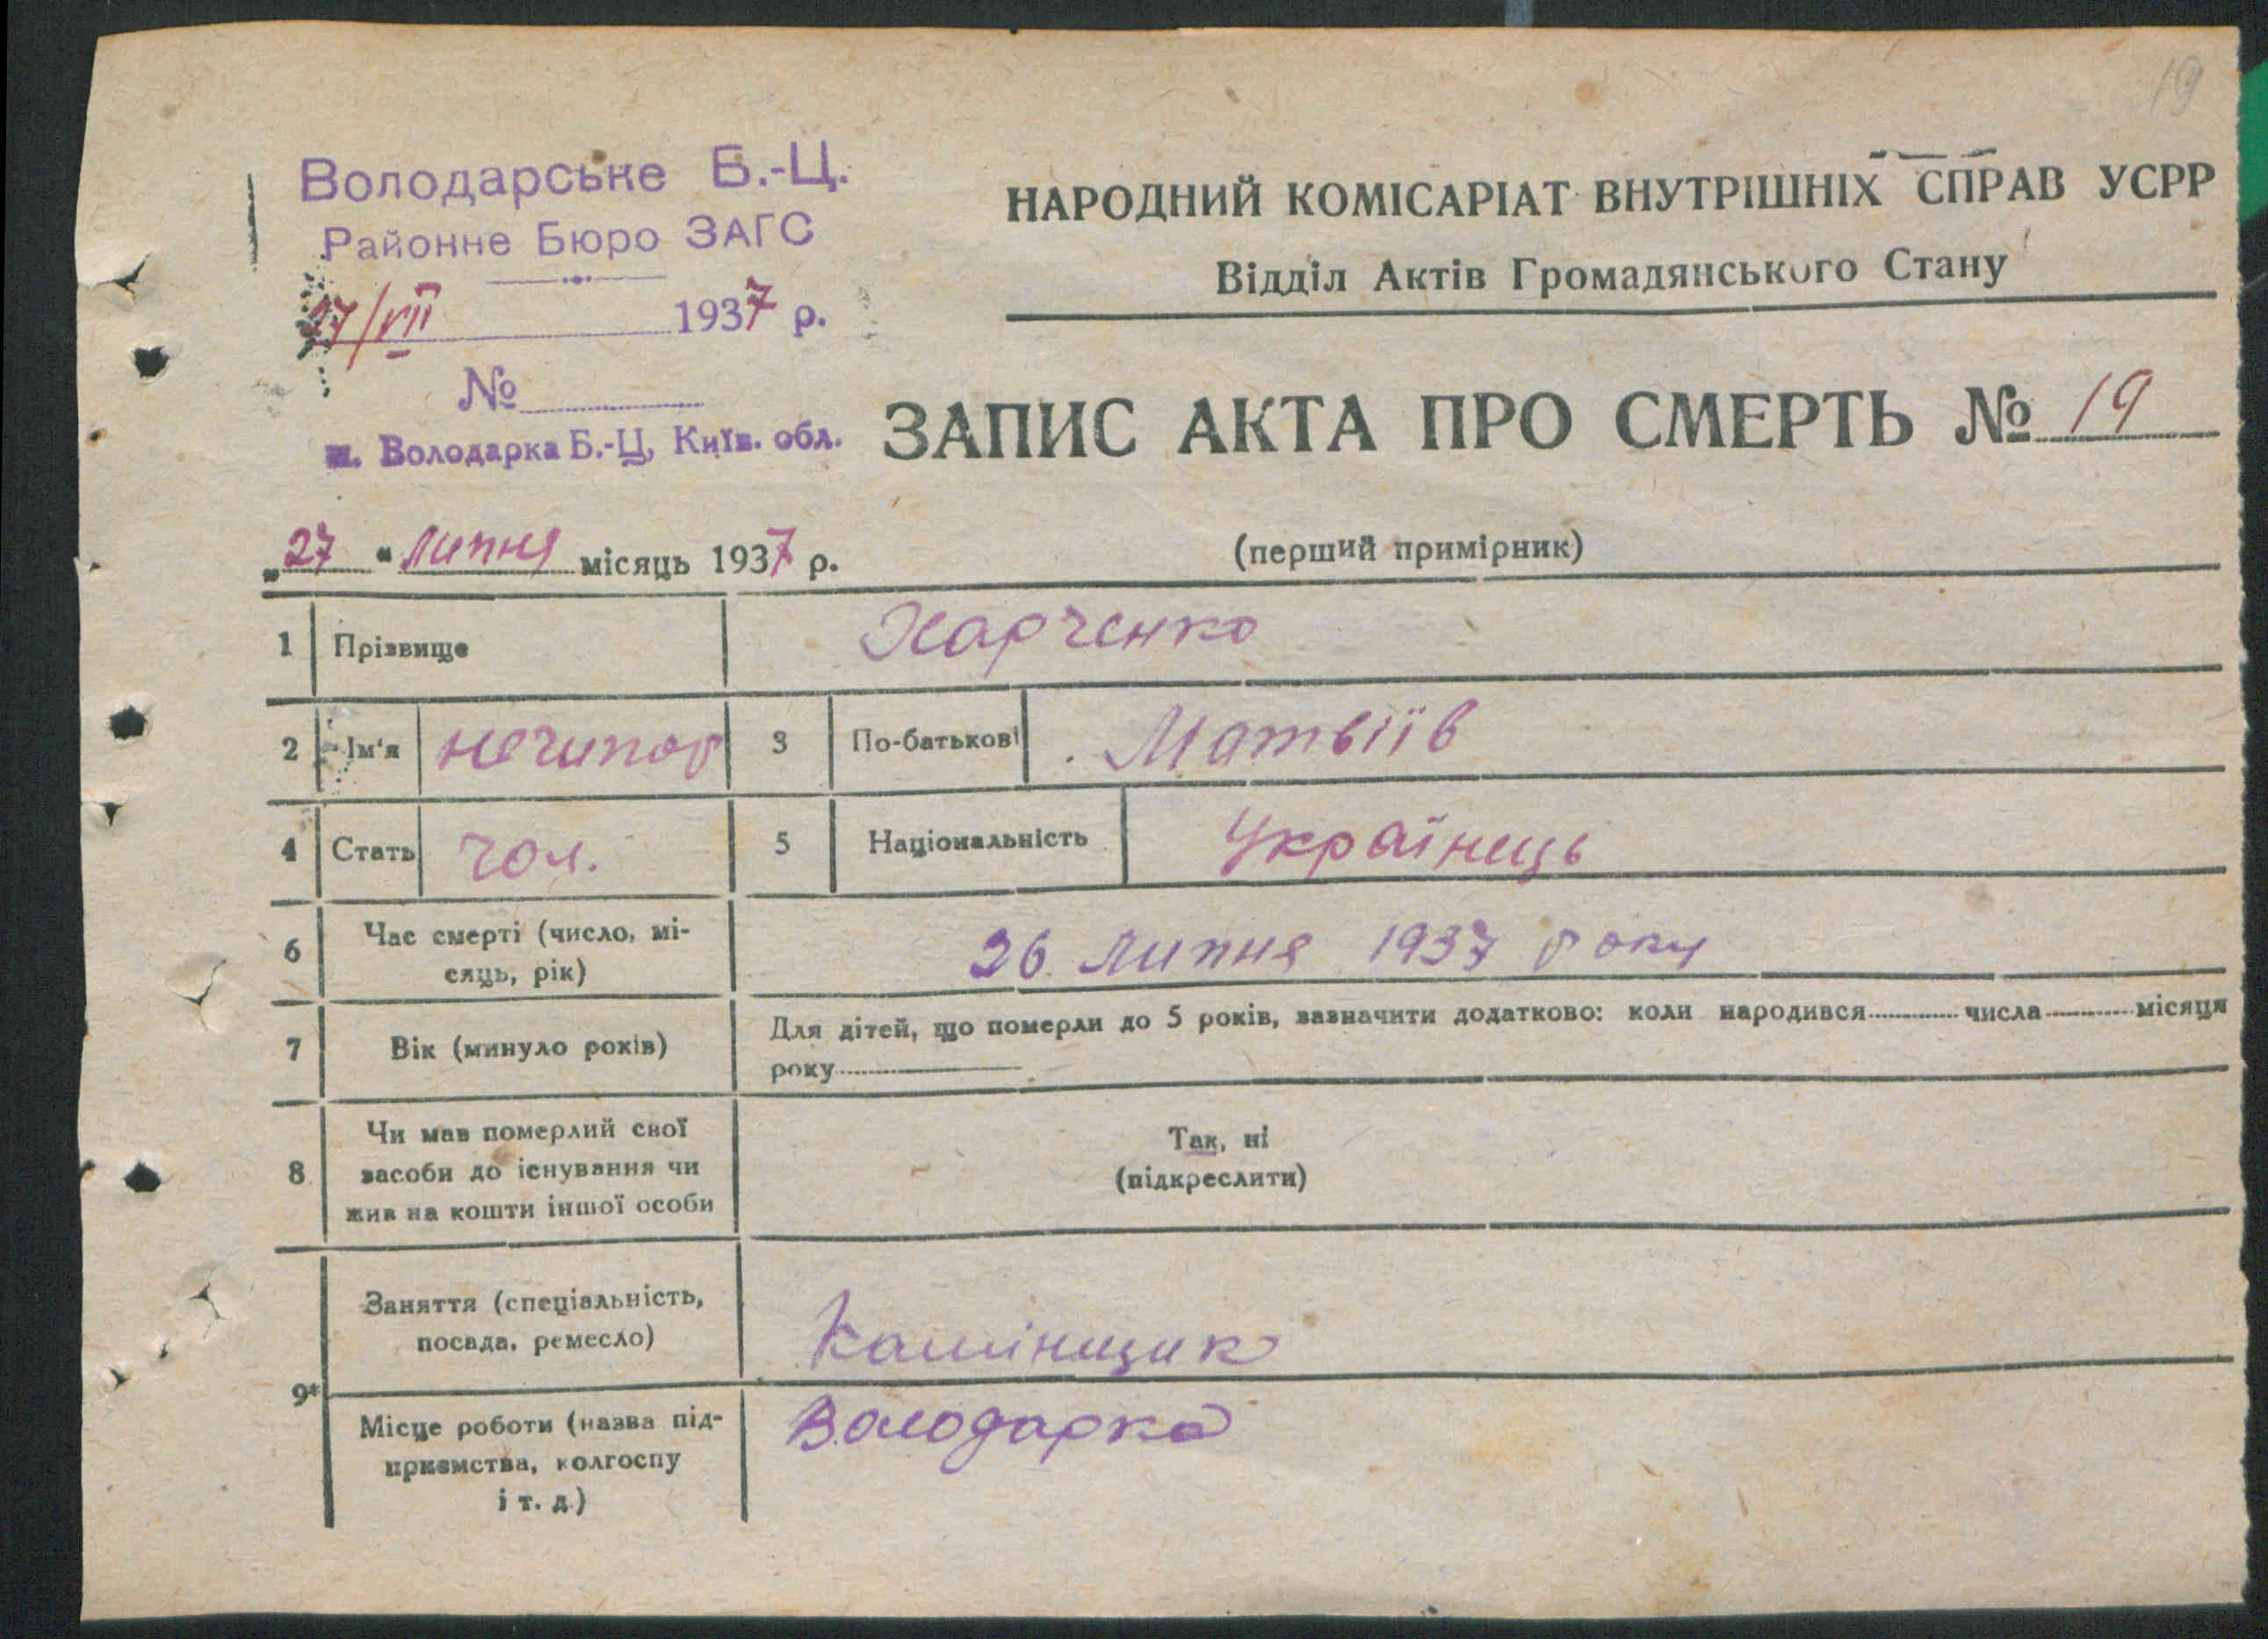 19
Володарське Б.-Ц.
Районне Бюро ЗАГС
27/VII 1937 р.
№
м. Володарка Б.-Ц, Київ. обл.
НАРОДНИЙ КОМІСАРІАТ ВНУТРІШНІХ СПРАВ УСРР
Відділ Актів Громадянського Стану
ЗАПИС АКТА ПРО СМЕРТЬ № 19
„27“ липня місяць 1937 р.
(перший примірник)
1 Прізвище Харченко
2 Ім'я Нечипор 3 По-батькові Матвіїв
4 Стать чол. 5 Національність Українець
6 Час смерті (число, мі-
сяць, рік) 26 липня 1937 року
7 Вік (минуло років) Для дітей, що померли до 5 років, зазначити додатково: коли народився числа місяця
року
8 Чи мав померлий свої
засоби до існування чи
жив на кошти іншої особи
Так, ні
(підкреслити)
9* Заняття (спеціальність,
посада, ремесло) Камінщик
Місце роботи (назва під-
приємства, колгоспу
і т. д.) Володарка